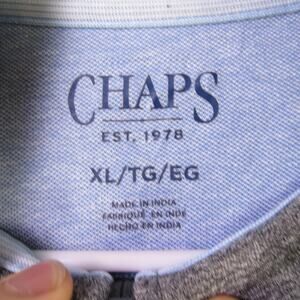 CHAPS
EST. 1978
XL/TG/EG
MADE IN INDIA
FABRIQUÉ EN INDE
HECHO EN INDIA